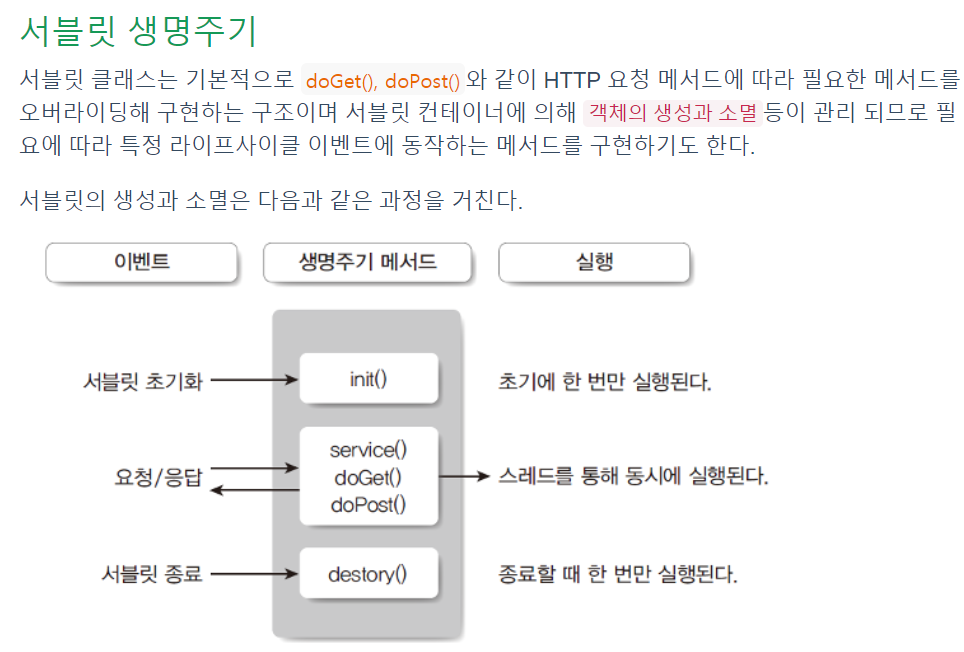 서블릿 생명주기
서블릿 클래스는 기본적으로 doGet(), doPost() 와 같이 HTTP 요청 메서드에 따라 필요한 메서드를
오버라이딩해 구현하는 구조이며 서블릿 컨테이너에 의해 객체의 생성과 소멸 등이 관리 되므로 필
요에 따라 특정 라이프사이클 이벤트에 동작하는 메서드를 구현하기도 한다.
서블릿의 생성과 소멸은 다음과 같은 과정을 거친다.
이벤트 생명주기 메서드 실행
서블릿 초기화 init() 초기에 한 번만 실행된다.
service()
요청/응답 doGet() 스레드를 통해 동시에 실행된다.
doPost()
서블릿 종료 destory() 종료할 때 한 번만 실행된다.